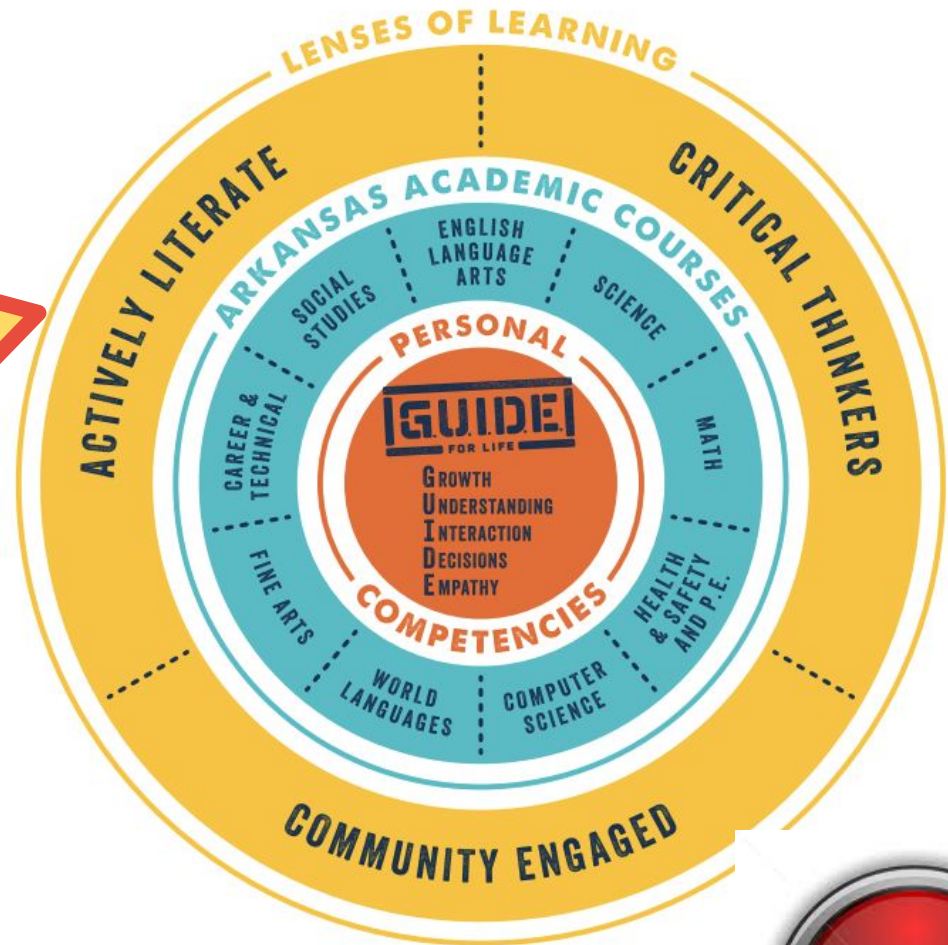 LENSES OF LEARNING
ACTIVELY LITERATE
CRITICAL THINKERS
COMMUNITY ENGAGED
ARKANSAS ACADEMIC COURSES
ENGLISH
LANGUAGE
ARTS
SCIENCE
MATH
HEALTH
& SAFETY
AND P.E.
COMPUTER
SCIENCE
WORLD
LANGUAGES
FINE ARTS
CAREER &
TECHNICAL
SOCIAL
STUDIES
PERSONAL
COMPETENCIES
G.U.I.D.E.
FOR LIFE
GROWTH
UNDERSTANDING
INTERACTION
DECISIONS
EMPATHY